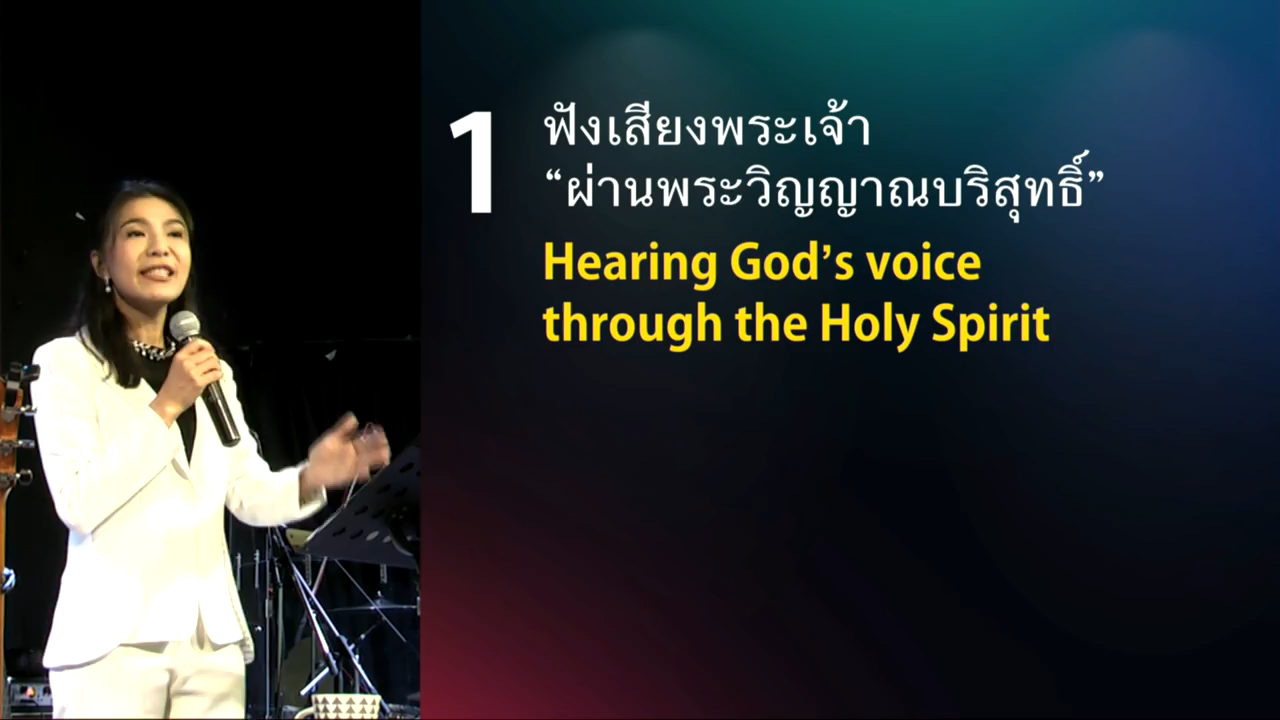 1
ฟังเสียงพระเจ้า
“ผ่านพระวิญญาณบริสุทธิ์”
Hearing God’s voice
through the Holy Spirit